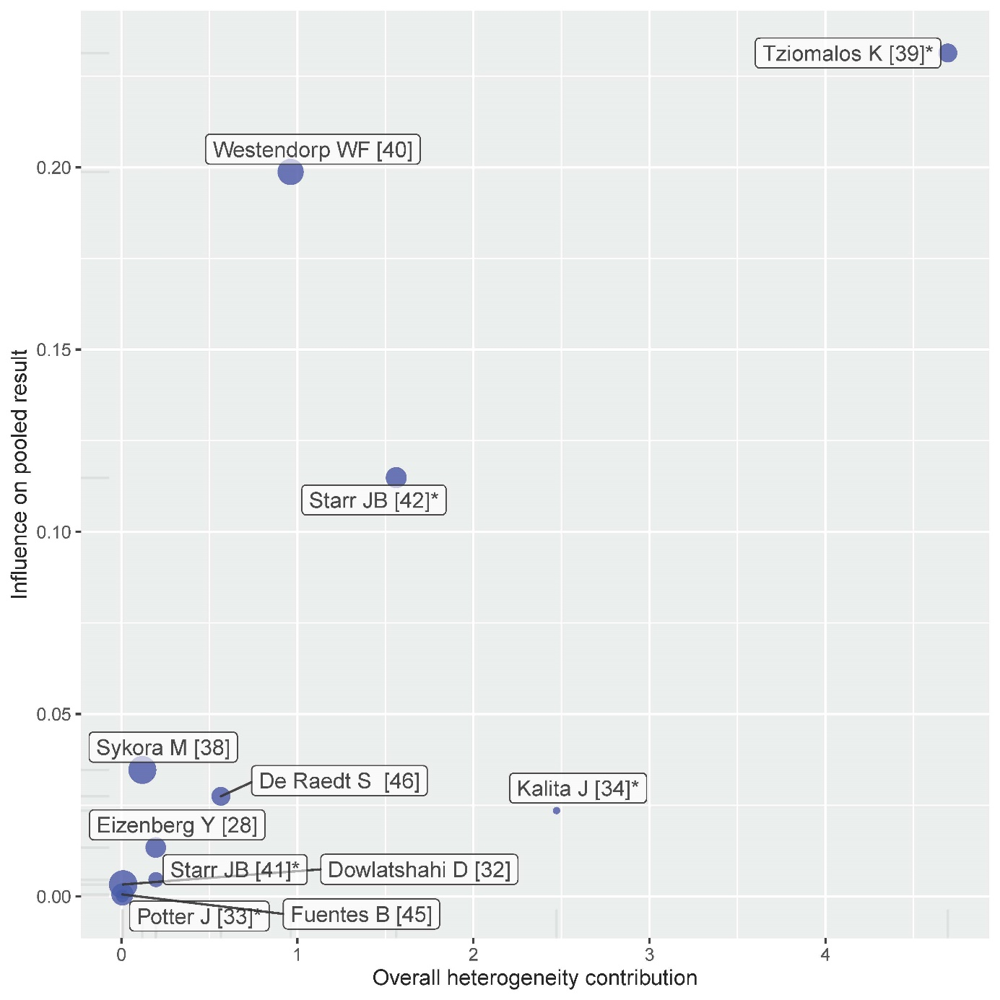 Tziomalos K [39]*
Westendorp WF [40]
0.20
0.15
Starr JB [42]*
0.10
Influence on pooled result
0.05
Sykora M [38]
De Raedt S  [46]
Kalita J [34]*
Eizenberg Y [28]
Starr JB [41]*
Dowlatshahi D [32]
0.00
Potter J [33]*
Fuentes B [45]
0 1 2 3 4
Overall heterogeneity contribution